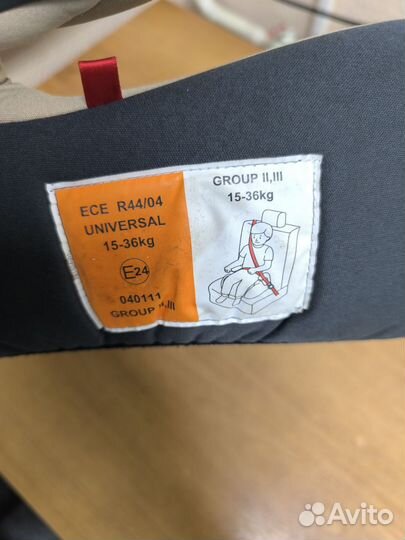 ECE R44/04
UNIVERSAL
15-36kg
E24
040111
GROUP II,III
GROUP II,III
15-36kg
Avito